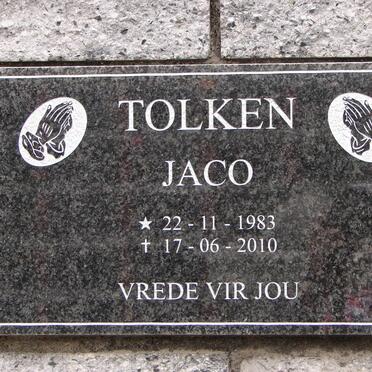 TOLKEN
JACO
★ 22 - 11 - 1983
✝ 17 - 06 - 2010
VREDE VIR JOU